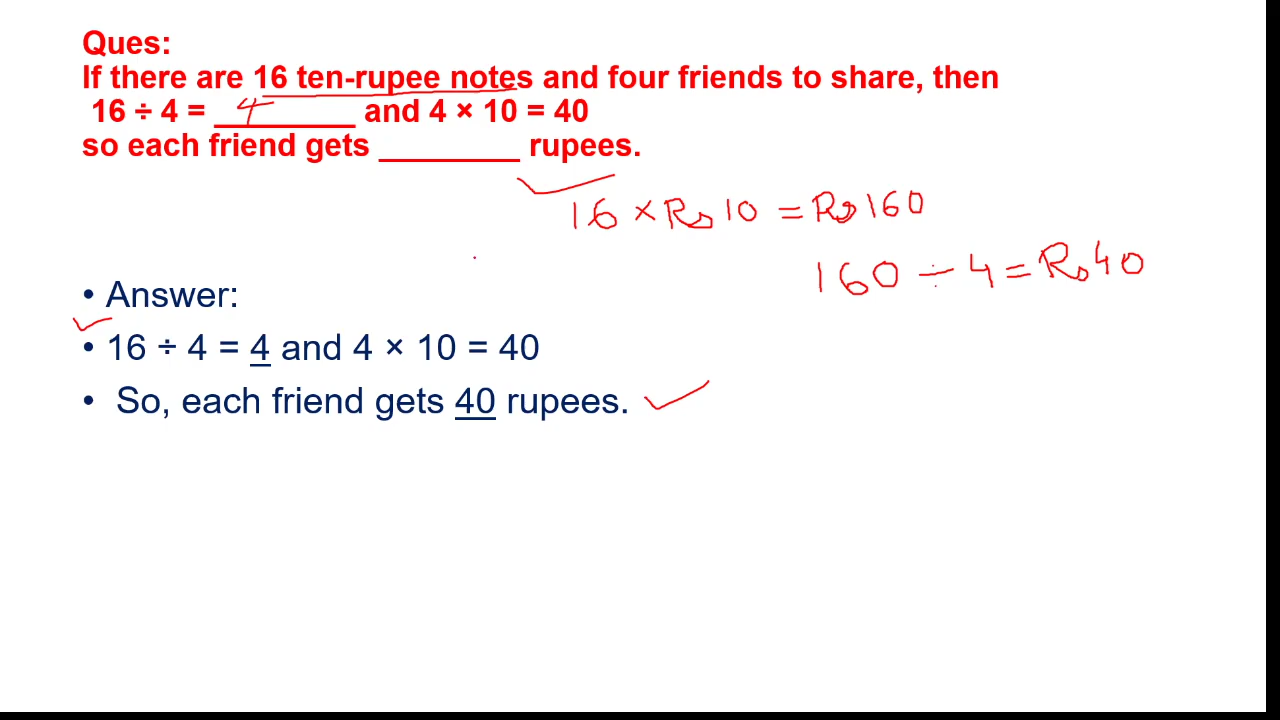 Ques:
If there are 16 ten-rupee notes and four friends to share, then
16 ÷ 4 = 4 and 4 × 10 = 40
so each friend gets ________ rupees.
16 × Rs 10 = Rs 160
160 ÷ 4 = Rs 40
• Answer:
• 16 ÷ 4 = 4 and 4 × 10 = 40
• So, each friend gets 40 rupees.